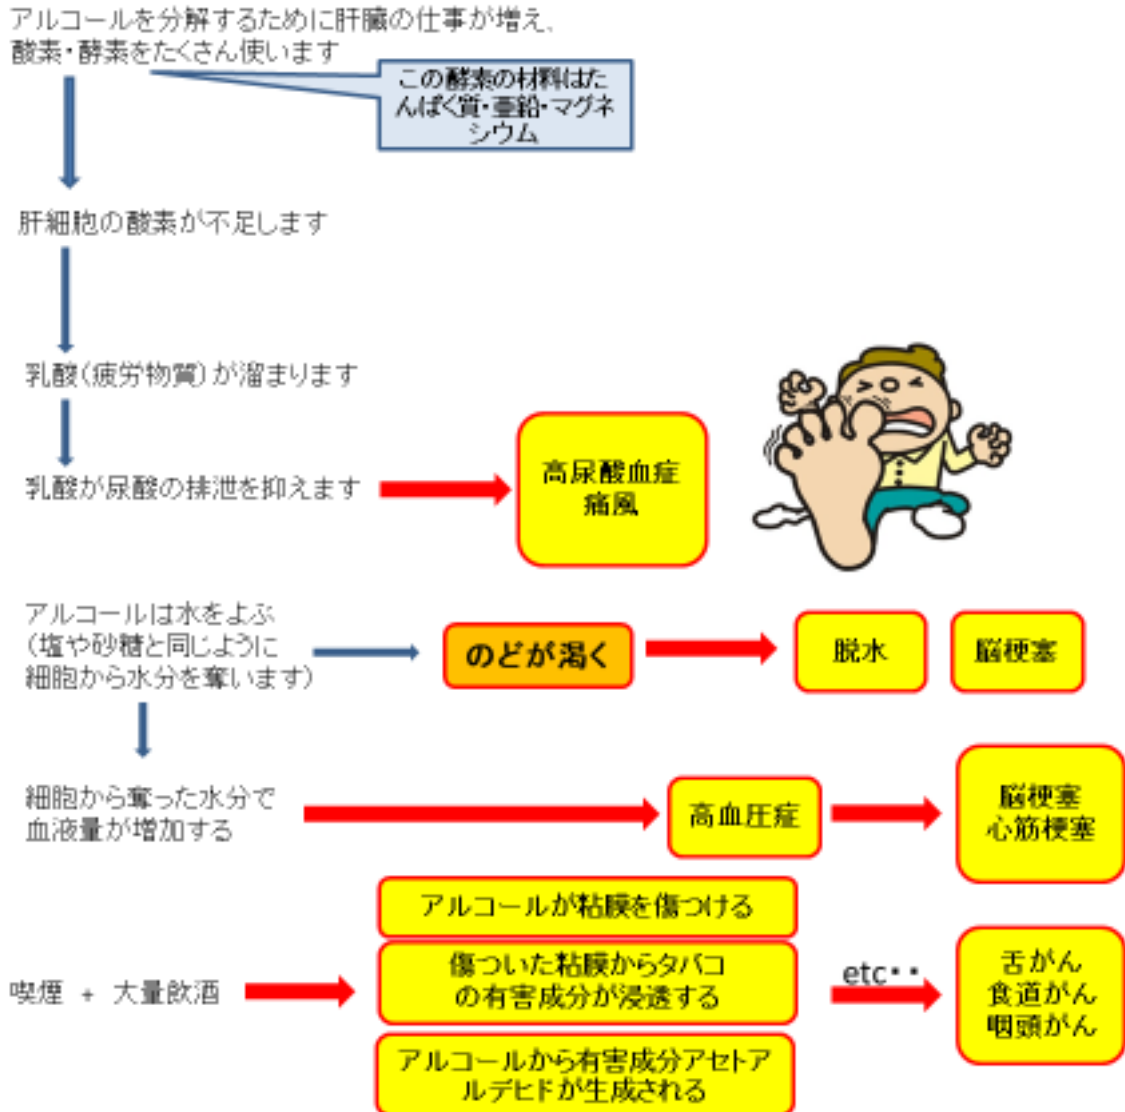 アルコールを分解するために肝臓の仕事が増え、
酸素・酵素をたくさん使います
この酵素の材料はた
んぱく質・亜鉛・マグネ
シウム
肝細胞の酸素が不足します
乳酸(疲労物質)が溜まります
乳酸が尿酸の排泄を抑えます
高尿酸血症
痛風
アルコールは水をよぶ
(塩や砂糖と同じように
細胞から水分を奪います)
のどが渇く
脱水
脳梗塞
細胞から奪った水分で
血液量が増加する
高血圧症
脳梗塞
心筋梗塞
アルコールが粘膜を傷つける
喫煙 + 大量飲酒
傷ついた粘膜からタバコ
の有害成分が浸透する
アルコールから有害成分アセトア
ルデヒドが生成される
etc・・
舌がん
食道がん
咽頭がん